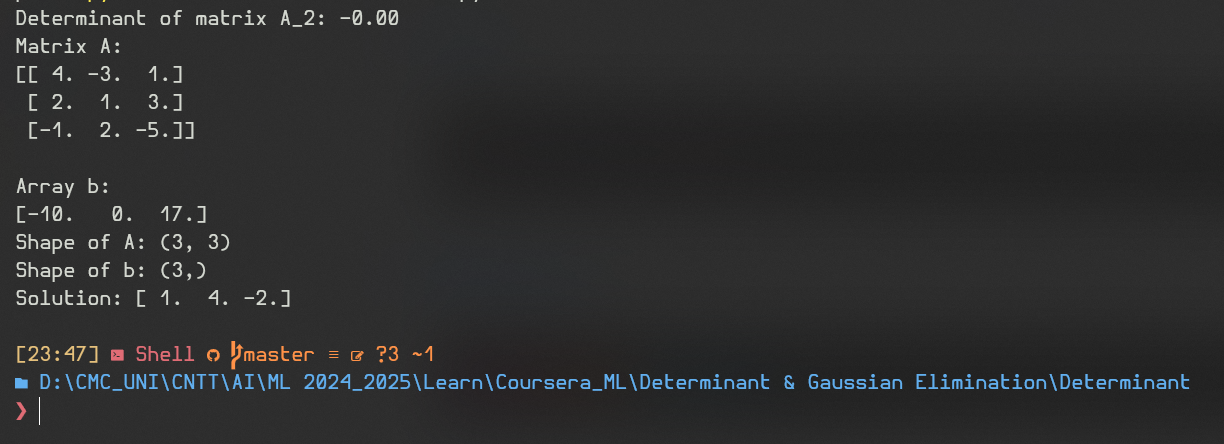 Determinant of matrix A_2: -0.00
Matrix A:
[[ 4. -3.  1.]
 [ 2.  1.  3.]
 [-1.  2. -5.]]

Array b:
[-10.   0.  17.]
Shape of A: (3, 3)
Shape of b: (3,)
Solution: [ 1.  4. -2.]

[23:47] Shell master ≡ ?3 ~1
D:\CMC_UNI\CNTT\AI\ML 2024_2025\Learn\Coursera_ML\Determinant & Gaussian Elimination\Determinant
❯